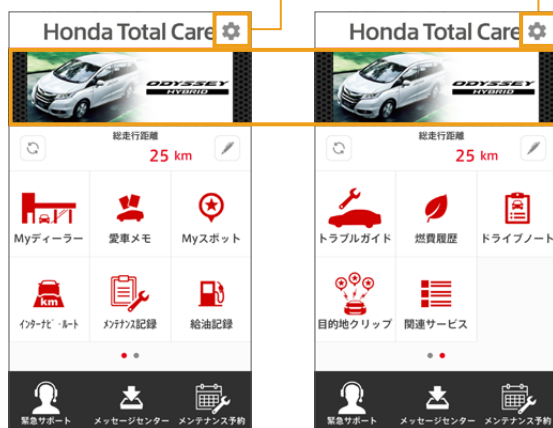 Honda Total Care
ODYSSEY
HYBRID
総走行距離
25 km
Myディーラー
愛車メモ
Myスポット
km
インターナビ・ルート
メンテナンス記録
給油記録
緊急サポート
メッセージセンター
メンテナンス予約
Honda Total Care
ODYSSEY
HYBRID
総走行距離
25 km
トラブルガイド
燃費履歴
ドライブノート
目的地クリップ
関連サービス
緊急サポート
メッセージセンター
メンテナンス予約